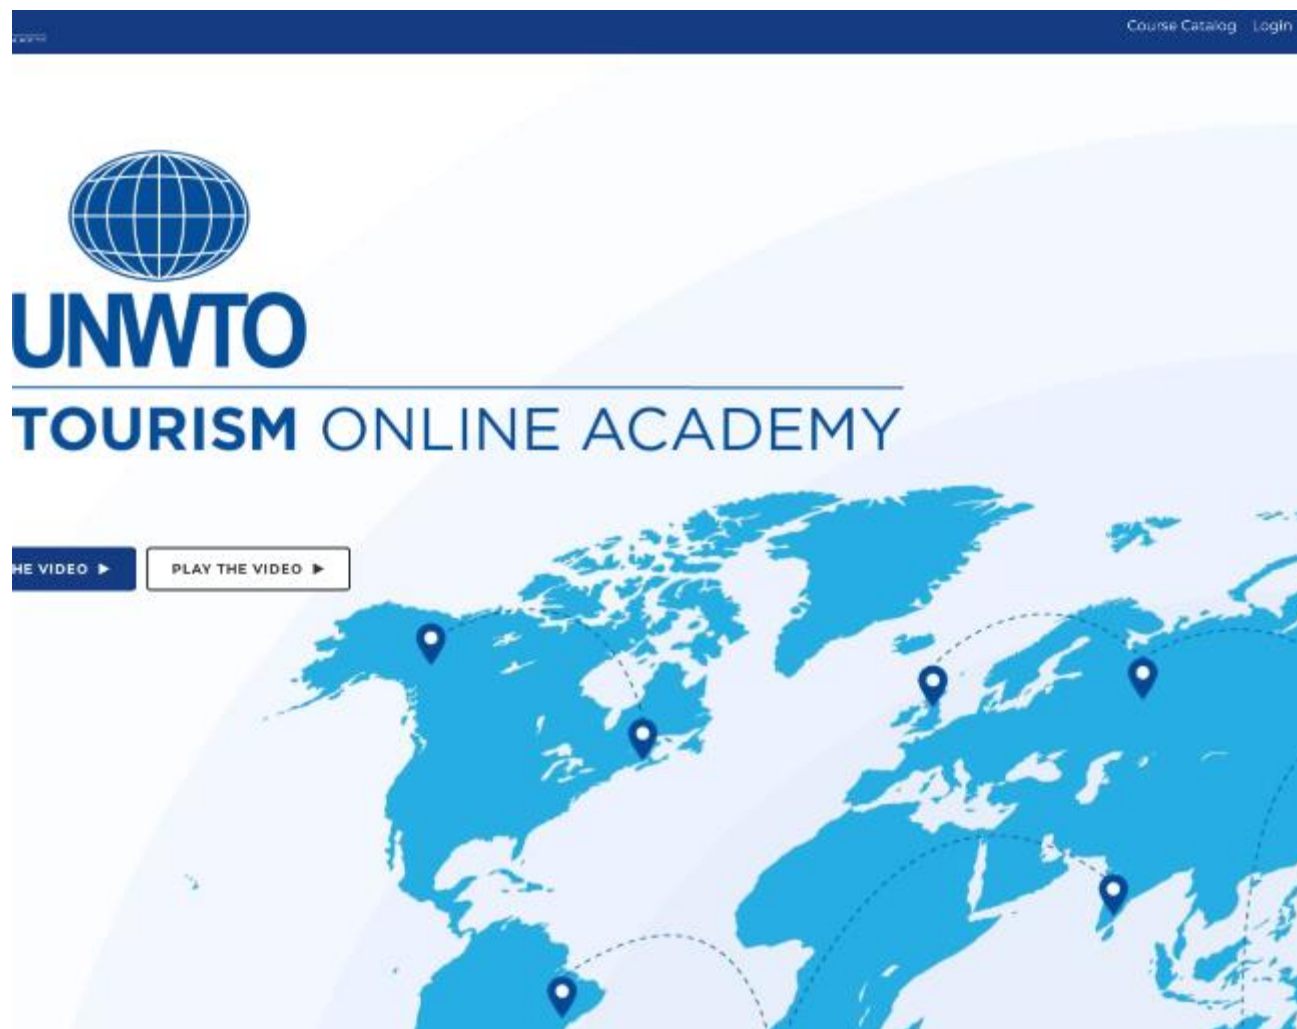 Course Catalog Login
UNWTO
TOURISM ONLINE ACADEMY
HE VIDEO ▶ PLAY THE VIDEO ▶